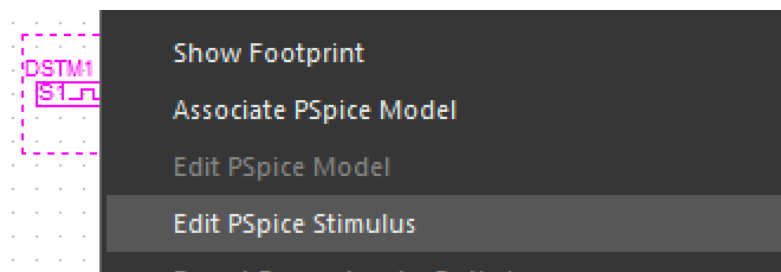 DSTM1
S1
Show Footprint
Associate PSpice Model
Edit PSpice Model
Edit PSpice Stimulus